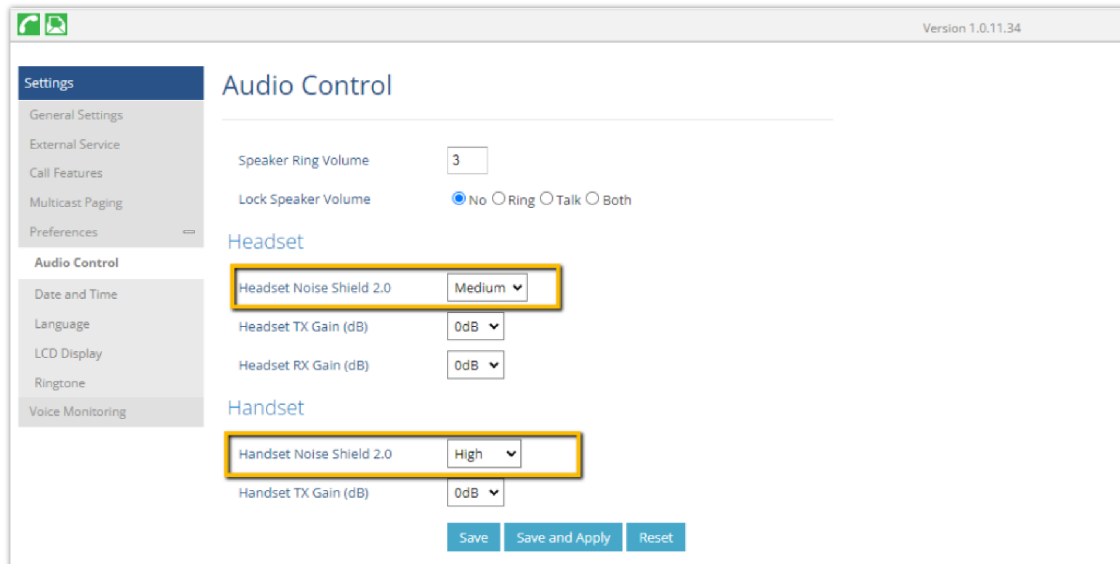 Version 1.0.11.34
Settings
General Settings
External Service
Call Features
Multicast Paging
Preferences
Audio Control
Date and Time
Language
LCD Display
Ringtone
Voice Monitoring
Audio Control
Speaker Ring Volume 3
Lock Speaker Volume No Ring Talk Both
Headset
Headset Noise Shield 2.0 Medium
Headset TX Gain (dB) 0dB
Headset RX Gain (dB) 0dB
Handset
Handset Noise Shield 2.0 High
Handset TX Gain (dB) 0dB
Save Save and Apply Reset